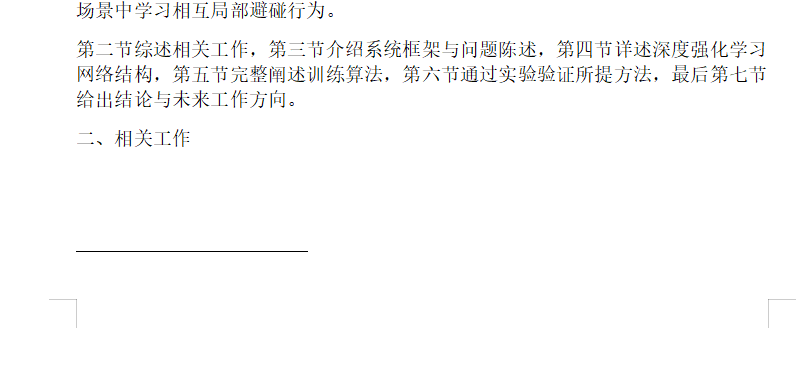 场景中学习相互局部避碰行为。
第二节综述相关工作，第三节介绍系统框架与问题陈述，第四节详述深度强化学习
网络结构，第五节完整阐述训练算法，第六节通过实验验证所提方法，最后第七节
给出结论与未来工作方向。
二、相关工作